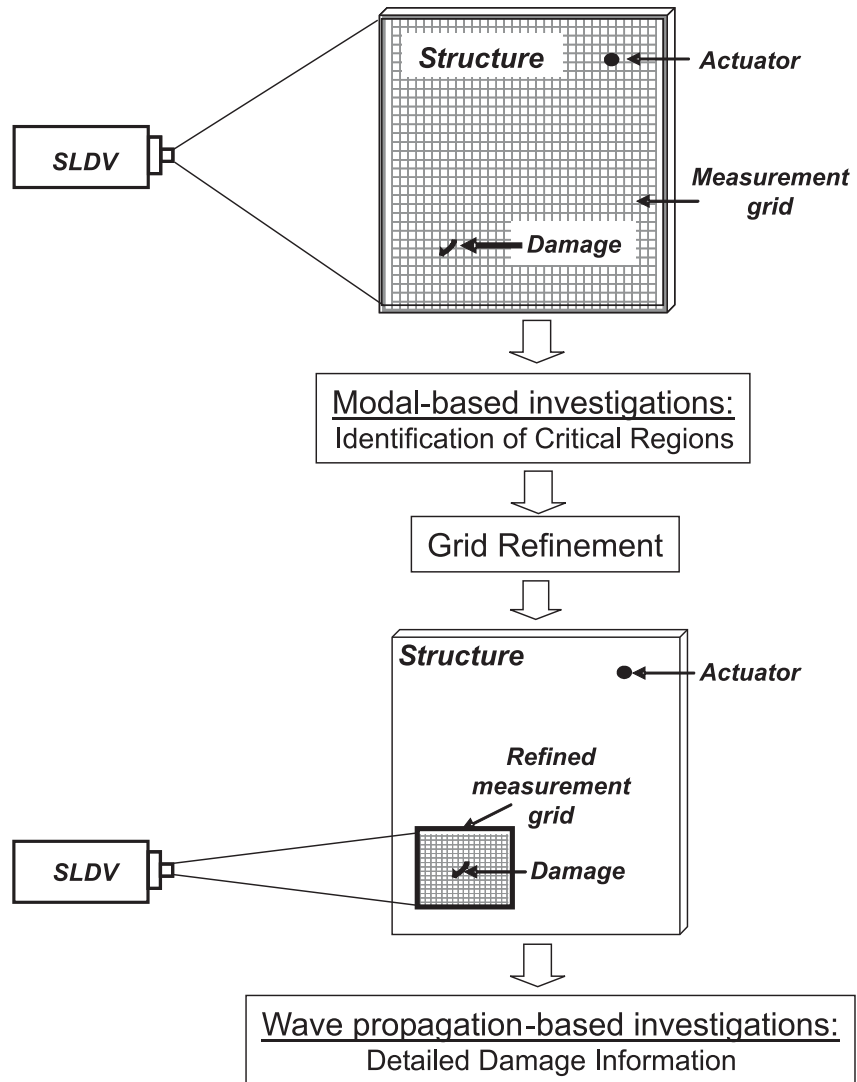 Structure
Actuator
SLDV
Measurement
grid
Damage
Modal-based investigations:
Identification of Critical Regions
Grid Refinement
Structure
Actuator
Refined
measurement
grid
SLDV
Damage
Wave propagation-based investigations:
Detailed Damage Information